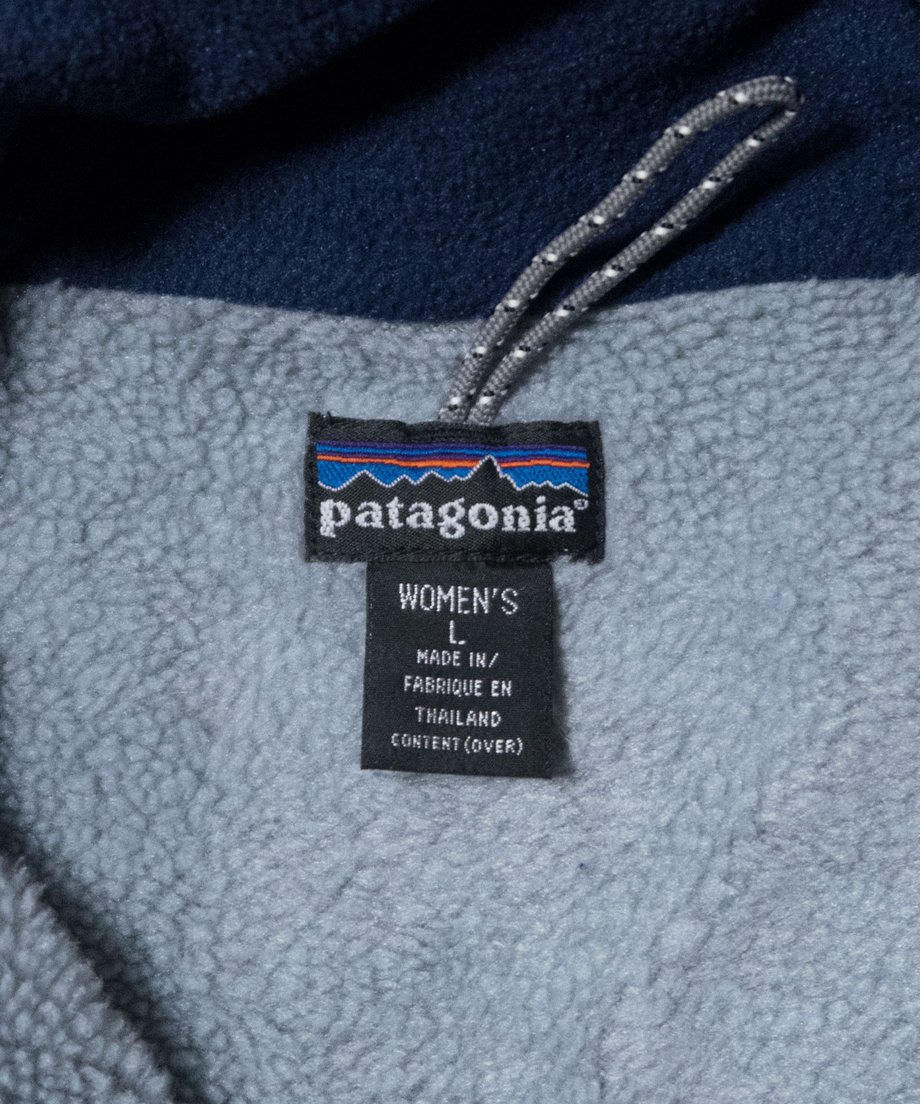 patagonia®
WOMEN'S
L
MADE IN/
FABRIQUE EN
THAILAND
CONTENT (OVER)